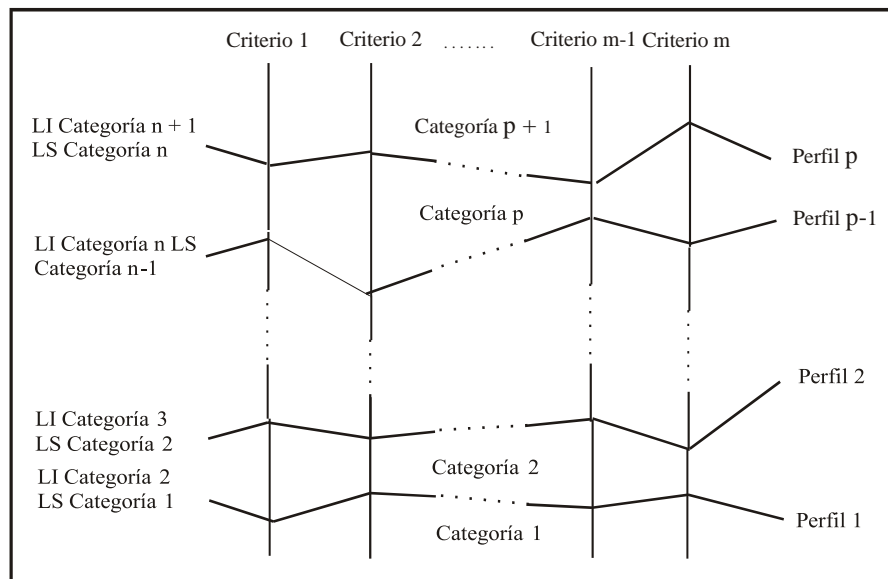 Criterio 1 Criterio 2 ....... Criterio m-1 Criterio m
LI Categoría n + 1
LS Categoría n
Categoría p + 1
Perfil p
Categoría p
Perfil p-1
LI Categoría n LS
Categoría n-1
Perfil 2
LI Categoría 3
LS Categoría 2
Categoría 2
LI Categoría 2
LS Categoría 1
Categoría 1
Perfil 1